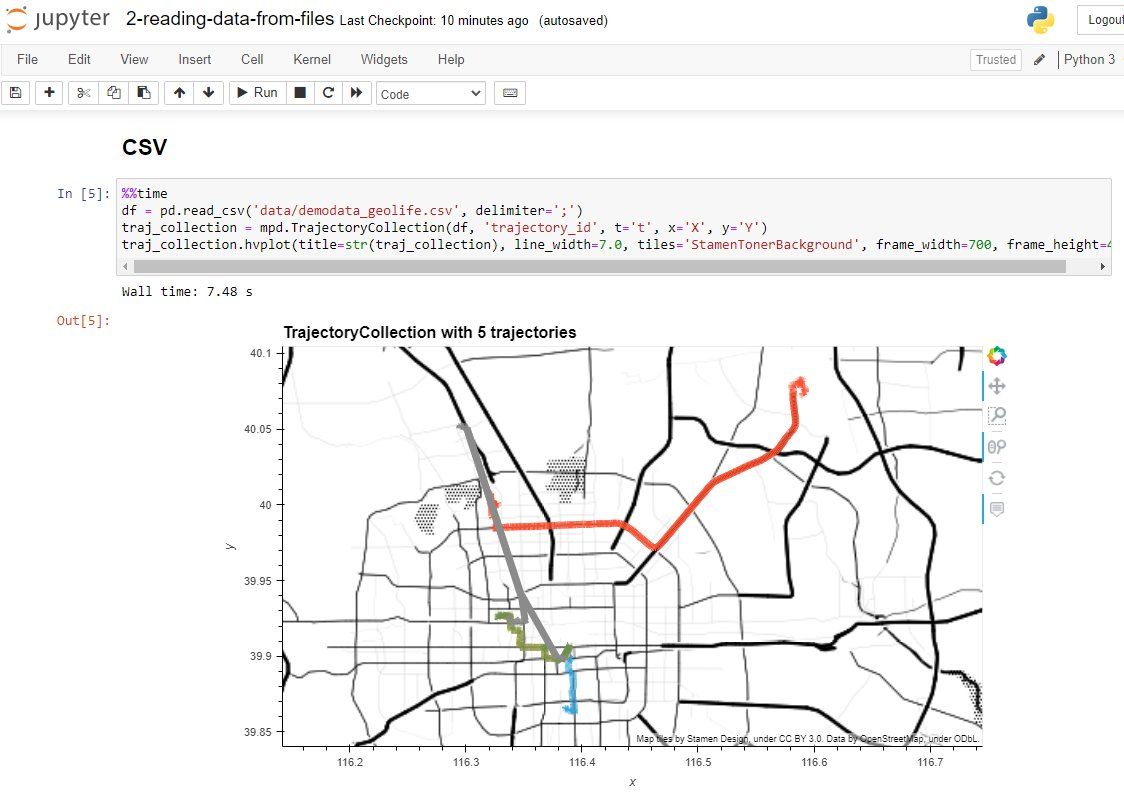 jupyter 2-reading-data-from-files Last Checkpoint: 10 minutes ago (autosaved)
Logout
File Edit View Insert Cell Kernel Widgets Help
Trusted Python 3
Run Code
CSV
In [5]:
%%time
df = pd.read_csv('data/demodata_geolife.csv', delimiter=';')
traj_collection = mpd.TrajectoryCollection(df, 'trajectory_id', t='t', x='X', y='Y')
traj_collection.hvplot(title=str(traj_collection), line_width=7.0, tiles='StamenTonerBackground', frame_width=700, frame_height=4
Wall time: 7.48 s
Out[5]:
TrajectoryCollection with 5 trajectories
40.1
40.05
40
39.95
39.9
39.85
y
Map tiles by Stamen Design, under CC BY 3.0. Data by OpenStreetMap, under ODbL.
116.2 116.3 116.4 116.5 116.6 116.7
x